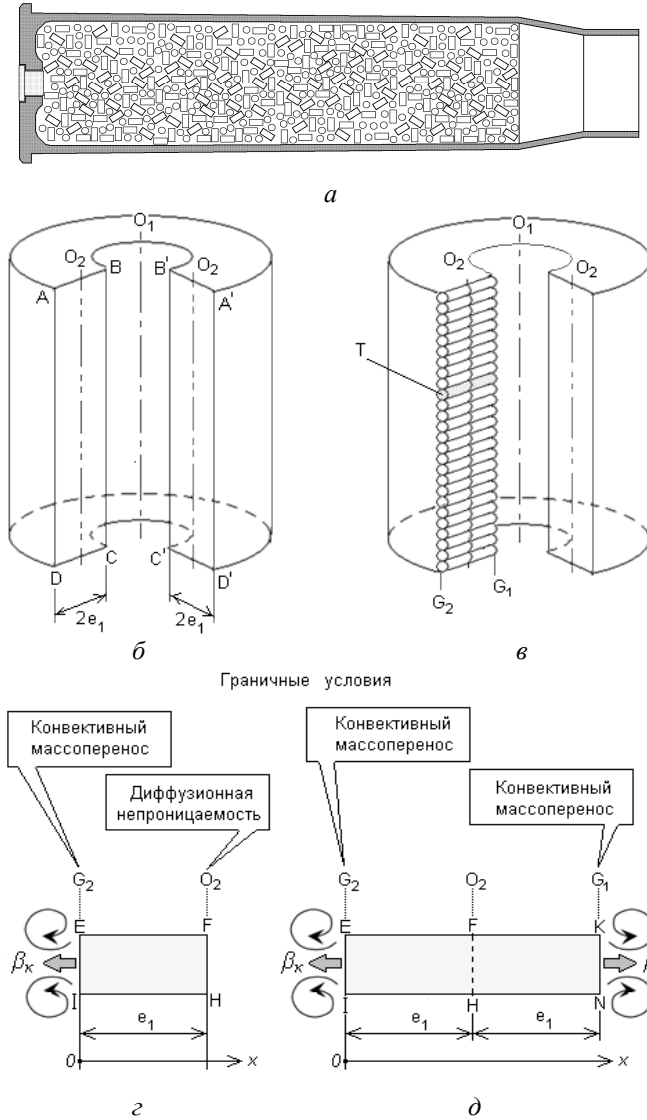 а
O₁
O₂ O₂
A B B' A'
D C C' D'
2e₁ 2e₁
б
O₁
O₂ O₂
T
G₂ G₁
в
Граничные условия
Конвективный
массоперенос
Диффузионная
непроницаемость
G₂ O₂
E F
βк
I H
e₁
0 x
г
Конвективный
массоперенос
Конвективный
массоперенос
G₂ O₂ G₁
E F K
βк
I H N
e₁ e₁
0 x
д